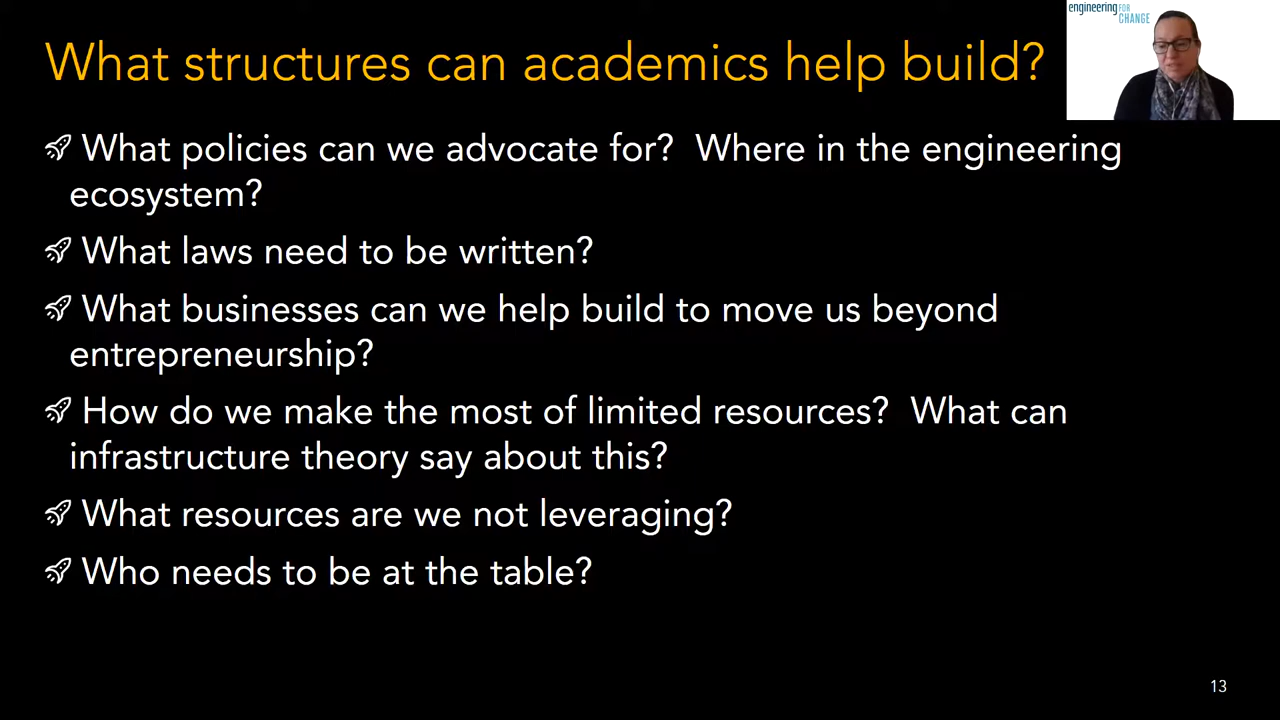 What structures can academics help build?
engineering FOR
CHANGE
What policies can we advocate for? Where in the engineering
ecosystem?
What laws need to be written?
What businesses can we help build to move us beyond
entrepreneurship?
How do we make the most of limited resources? What can
infrastructure theory say about this?
What resources are we not leveraging?
Who needs to be at the table?
13